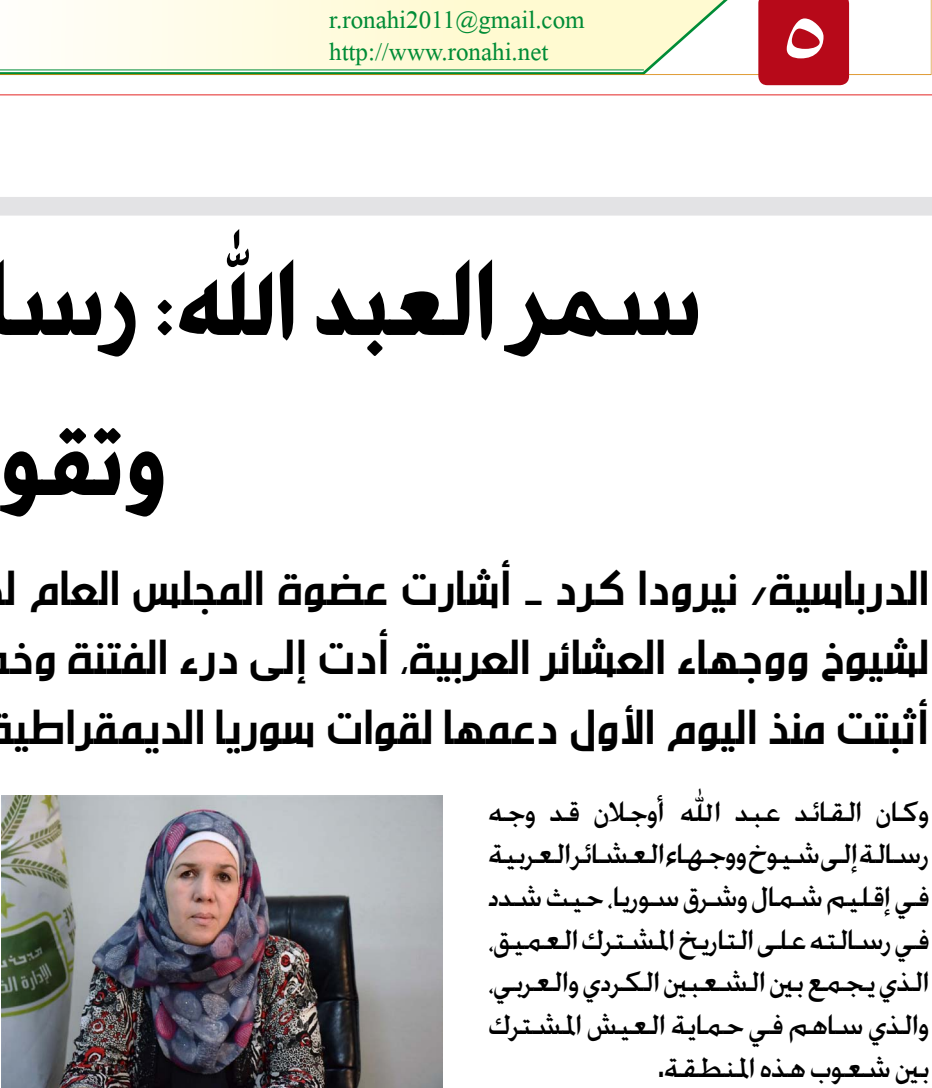 r.ronahi2011@gmail.com
http://www.ronahi.net
٥
سمر العبد الله: رسا
وتقو
الدرباسية/ نيرودا كرد ـ أشارت عضوة المجلس العام لـ
لشيوخ ووجهاء العشائر العربية، أدت إلى درء الفتنة وخم
أثبتت منذ اليوم الأول دعمها لقوات سوريا الديمقراطية
وكان القائد عبد الله أوجلان قد وجه
رسالة إلى شيوخ ووجهاء العشائر العربية
في إقليم شمال وشرق سوريا، حيث شدد
في رسالته على التاريخ المشترك العميق،
الذي يجمع بين الشعبين الكردي والعربي،
والذي ساهم في حماية العيش المشترك
بين شعوب هذه المنطقة.